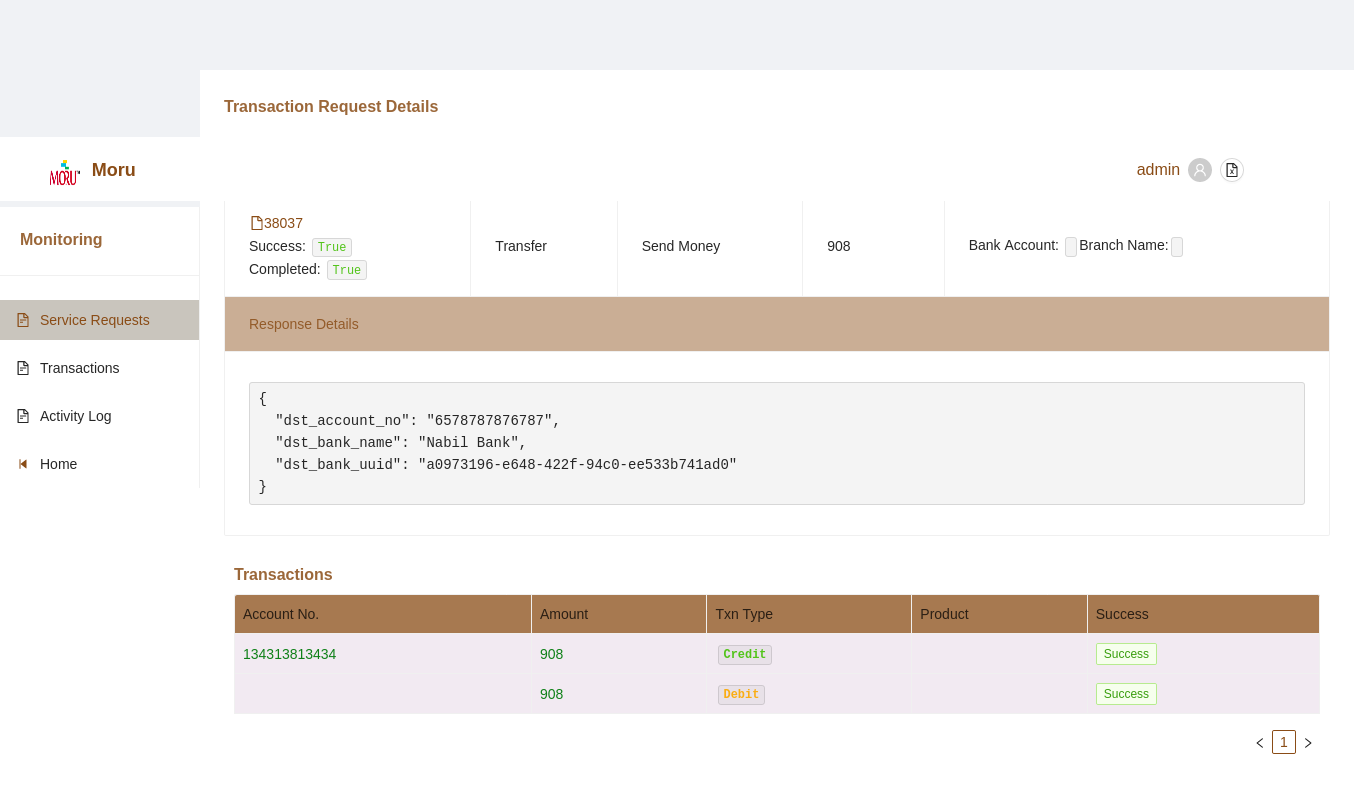 Transaction Request Details
MORU
Moru
admin
Monitoring
Service Requests
Transactions
Activity Log
Home
38037
Success: True
Completed: True
Transfer
Send Money
908
Bank Account: Branch Name:
Response Details
{
"dst_account_no": "6578787876787",
"dst_bank_name": "Nabil Bank",
"dst_bank_uuid": "a0973196-e648-422f-94c0-ee533b741ad0"
}
Transactions
Account No. Amount Txn Type Product Success
134313813434 908 Credit Success
908 Debit Success
1